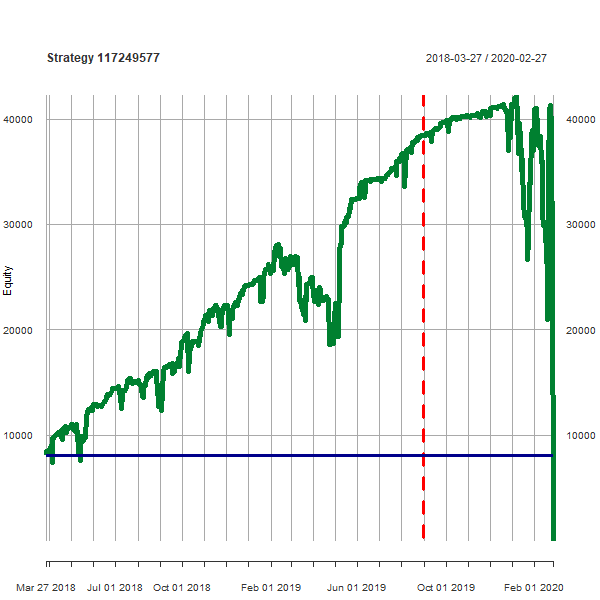 Strategy 117249577
2018-03-27 / 2020-02-27
40000
40000
30000
30000
Equity
20000
20000
10000
10000
Mar 27 2018
Jul 01 2018
Oct 01 2018
Feb 01 2019
Jun 01 2019
Oct 01 2019
Feb 01 2020